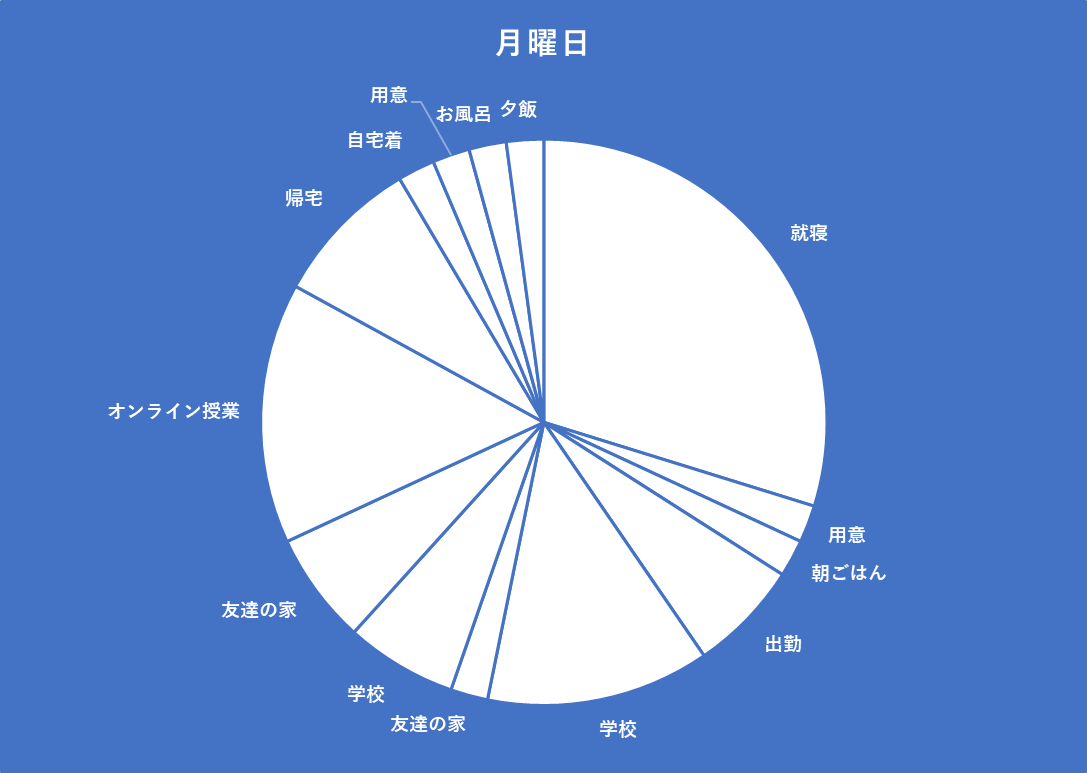 月曜日
用意
お風呂
夕飯
自宅着
帰宅
就寝
オンライン授業
用意
朝ごはん
友達の家
出勤
学校
友達の家
学校